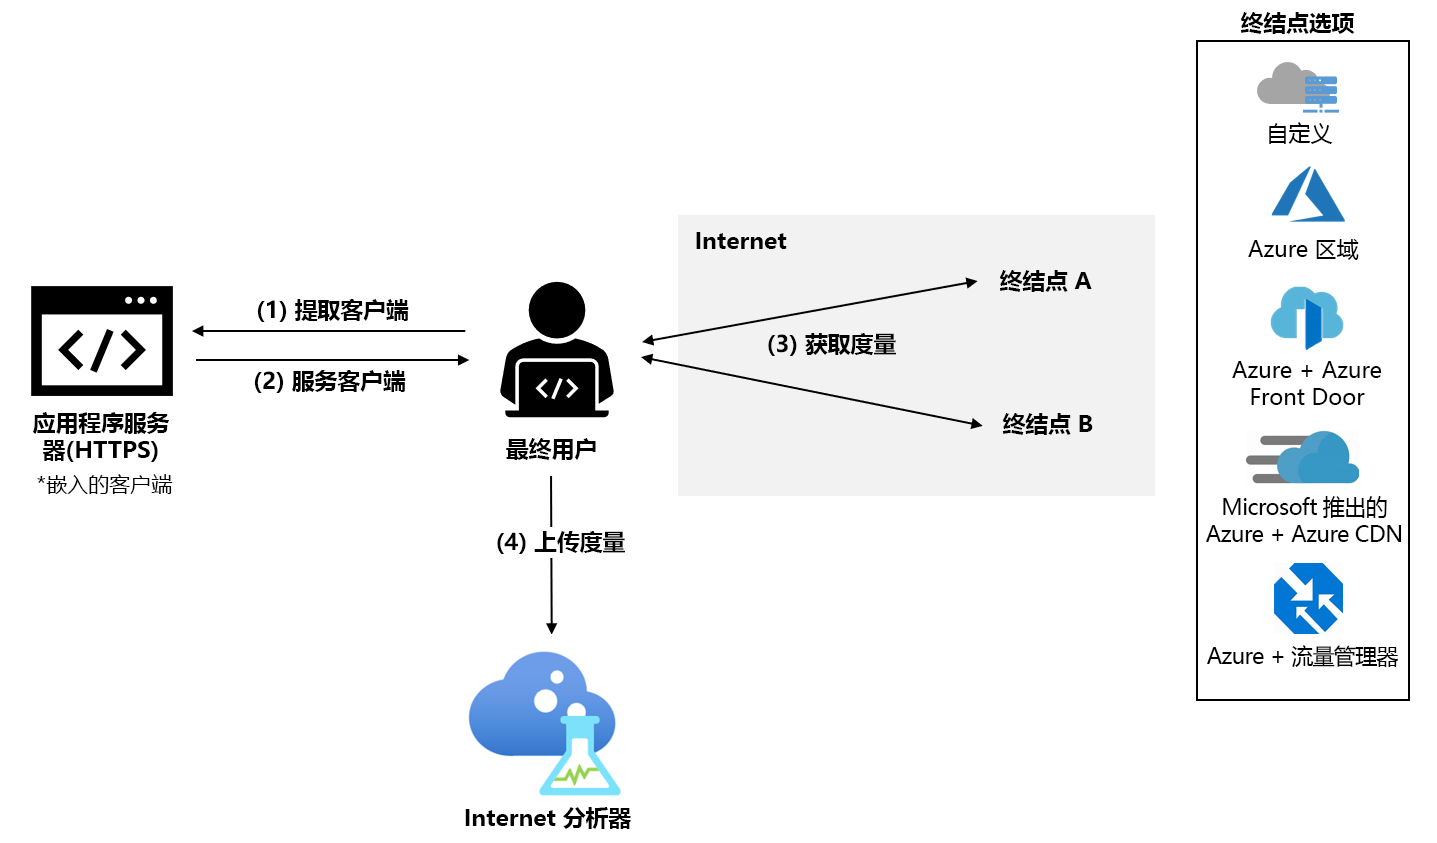 终结点选项
自定义
Azure 区域
Azure + Azure
Front Door
Microsoft 推出的
Azure + Azure CDN
Azure + 流量管理器
Internet
终结点 A
(3) 获取度量
终结点 B
(1) 提取客户端
(2) 服务客户端
应用程序服务
器(HTTPS)
*嵌入的客户端
最终用户
(4) 上传度量
Internet 分析器